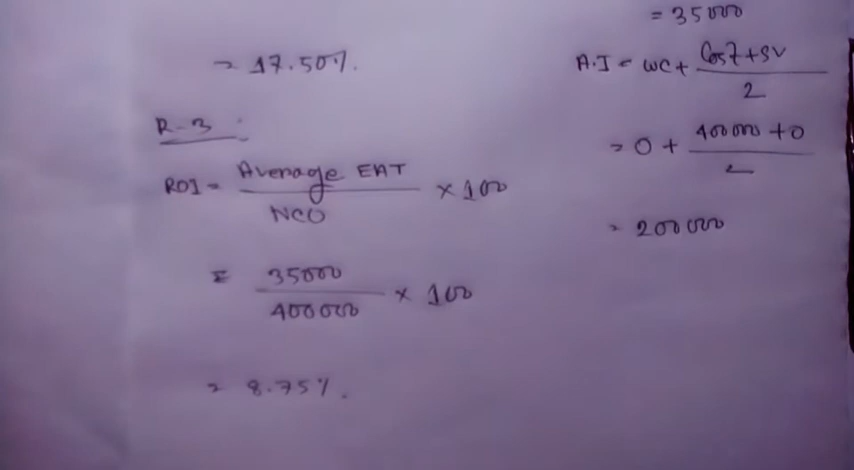 = 17.50%.
R-3:
ROI = Average EAT / NCO × 100
= 35000 / 400000 × 100
= 8.75%.
= 35000
A.I = WC + Cost + SV / 2
= 0 + 400000 + 0 / 2
= 200000